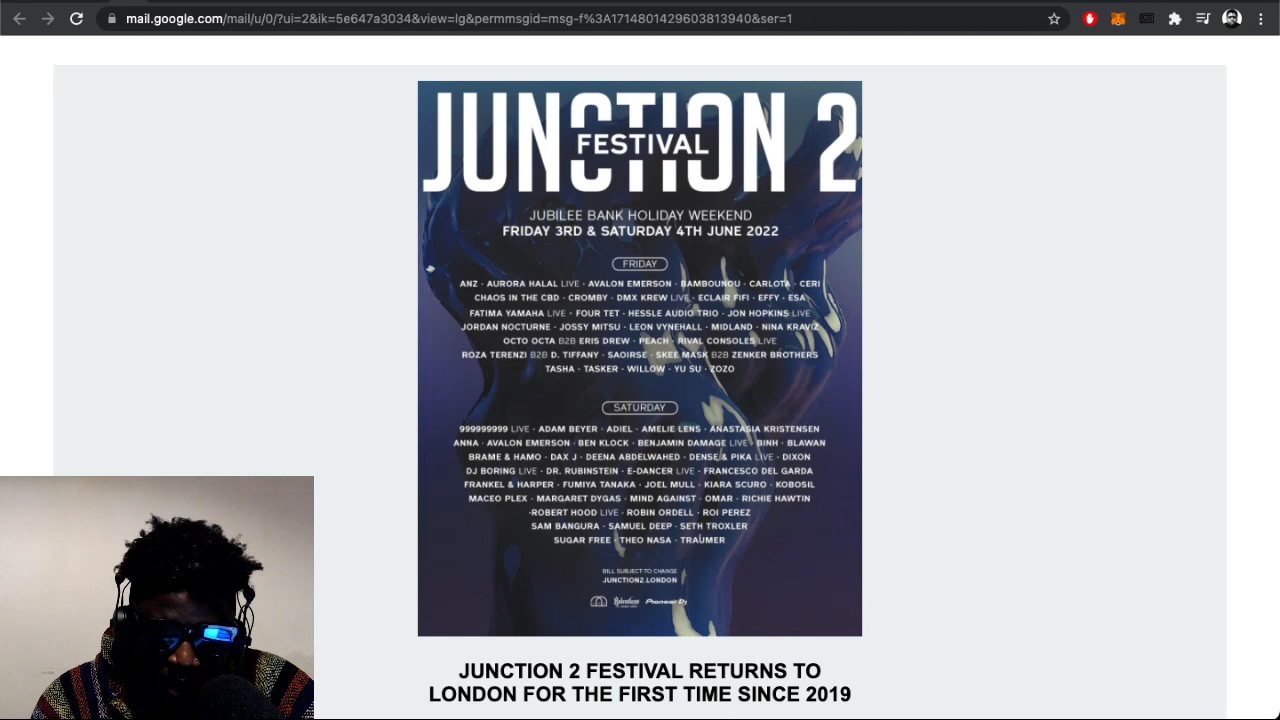 mail.google.com/mail/u/0/?ui=2&ik=5e647a3034&view=lg&permmsgid=msg-f%3A1714801429603813940&ser=1
JUNCTION 2
FESTIVAL
JUBILEE BANK HOLIDAY WEEKEND
FRIDAY 3RD & SATURDAY 4TH JUNE 2022
FRIDAY
ANZ · AURORA HALAL LIVE · AVALON EMERSON · BAMBOUNOU · CARLOTA · CERI
CHAOS IN THE CBD · CROMBY · DMX KREW LIVE · ECLAIR FIFI · EFFY · ESA
FATIMA YAMAHA LIVE · FOUR TET · HESSLE AUDIO TRIO · JON HOPKINS LIVE
JORDAN NOCTURNE · JOSSY MITSU · LEON VYNEHALL · MIDLAND · NINA KRAVIZ
OCTO OCTA B2B ERIS DREW · PEACH · RIVAL CONSOLES LIVE
ROZA TERENZI B2B D. TIFFANY · SAOIRSE · SKEE MASK B2B ZENKER BROTHERS
TASHA · TASKER · WILLOW · YU SU · ZOZO
SATURDAY
999999999 LIVE · ADAM BEYER · ADIEL · AMELIE LENS · ANASTASIA KRISTENSEN
ANNA · AVALON EMERSON · BEN KLOCK · BENJAMIN DAMAGE LIVE · BINH · BLAWAN
BRAME & HAMO · DAX J · DEENA ABDELWAHED · DENSE & PIKA LIVE · DIXON
DJ BORING LIVE · DR. RUBINSTEIN · E-DANCER LIVE · FRANCESCO DEL GARDA
FRANKEL & HARPER · FUMIYA TANAKA · JOEL MULL · KIARA SCURO · KOBOSIL
MACEO PLEX · MARGARET DYGAS · MIND AGAINST · OMAR · RICHIE HAWTIN
·ROBERT HOOD LIVE · ROBIN ORDELL · ROI PEREZ
SAM BANGURA · SAMUEL DEEP · SETH TROXLER
SUGAR FREE · THEO NASA · TRAUMER
BILL SUBJECT TO CHANGE
JUNCTION2.LONDON
Relentless
Pioneer Dj
JUNCTION 2 FESTIVAL RETURNS TO
LONDON FOR THE FIRST TIME SINCE 2019